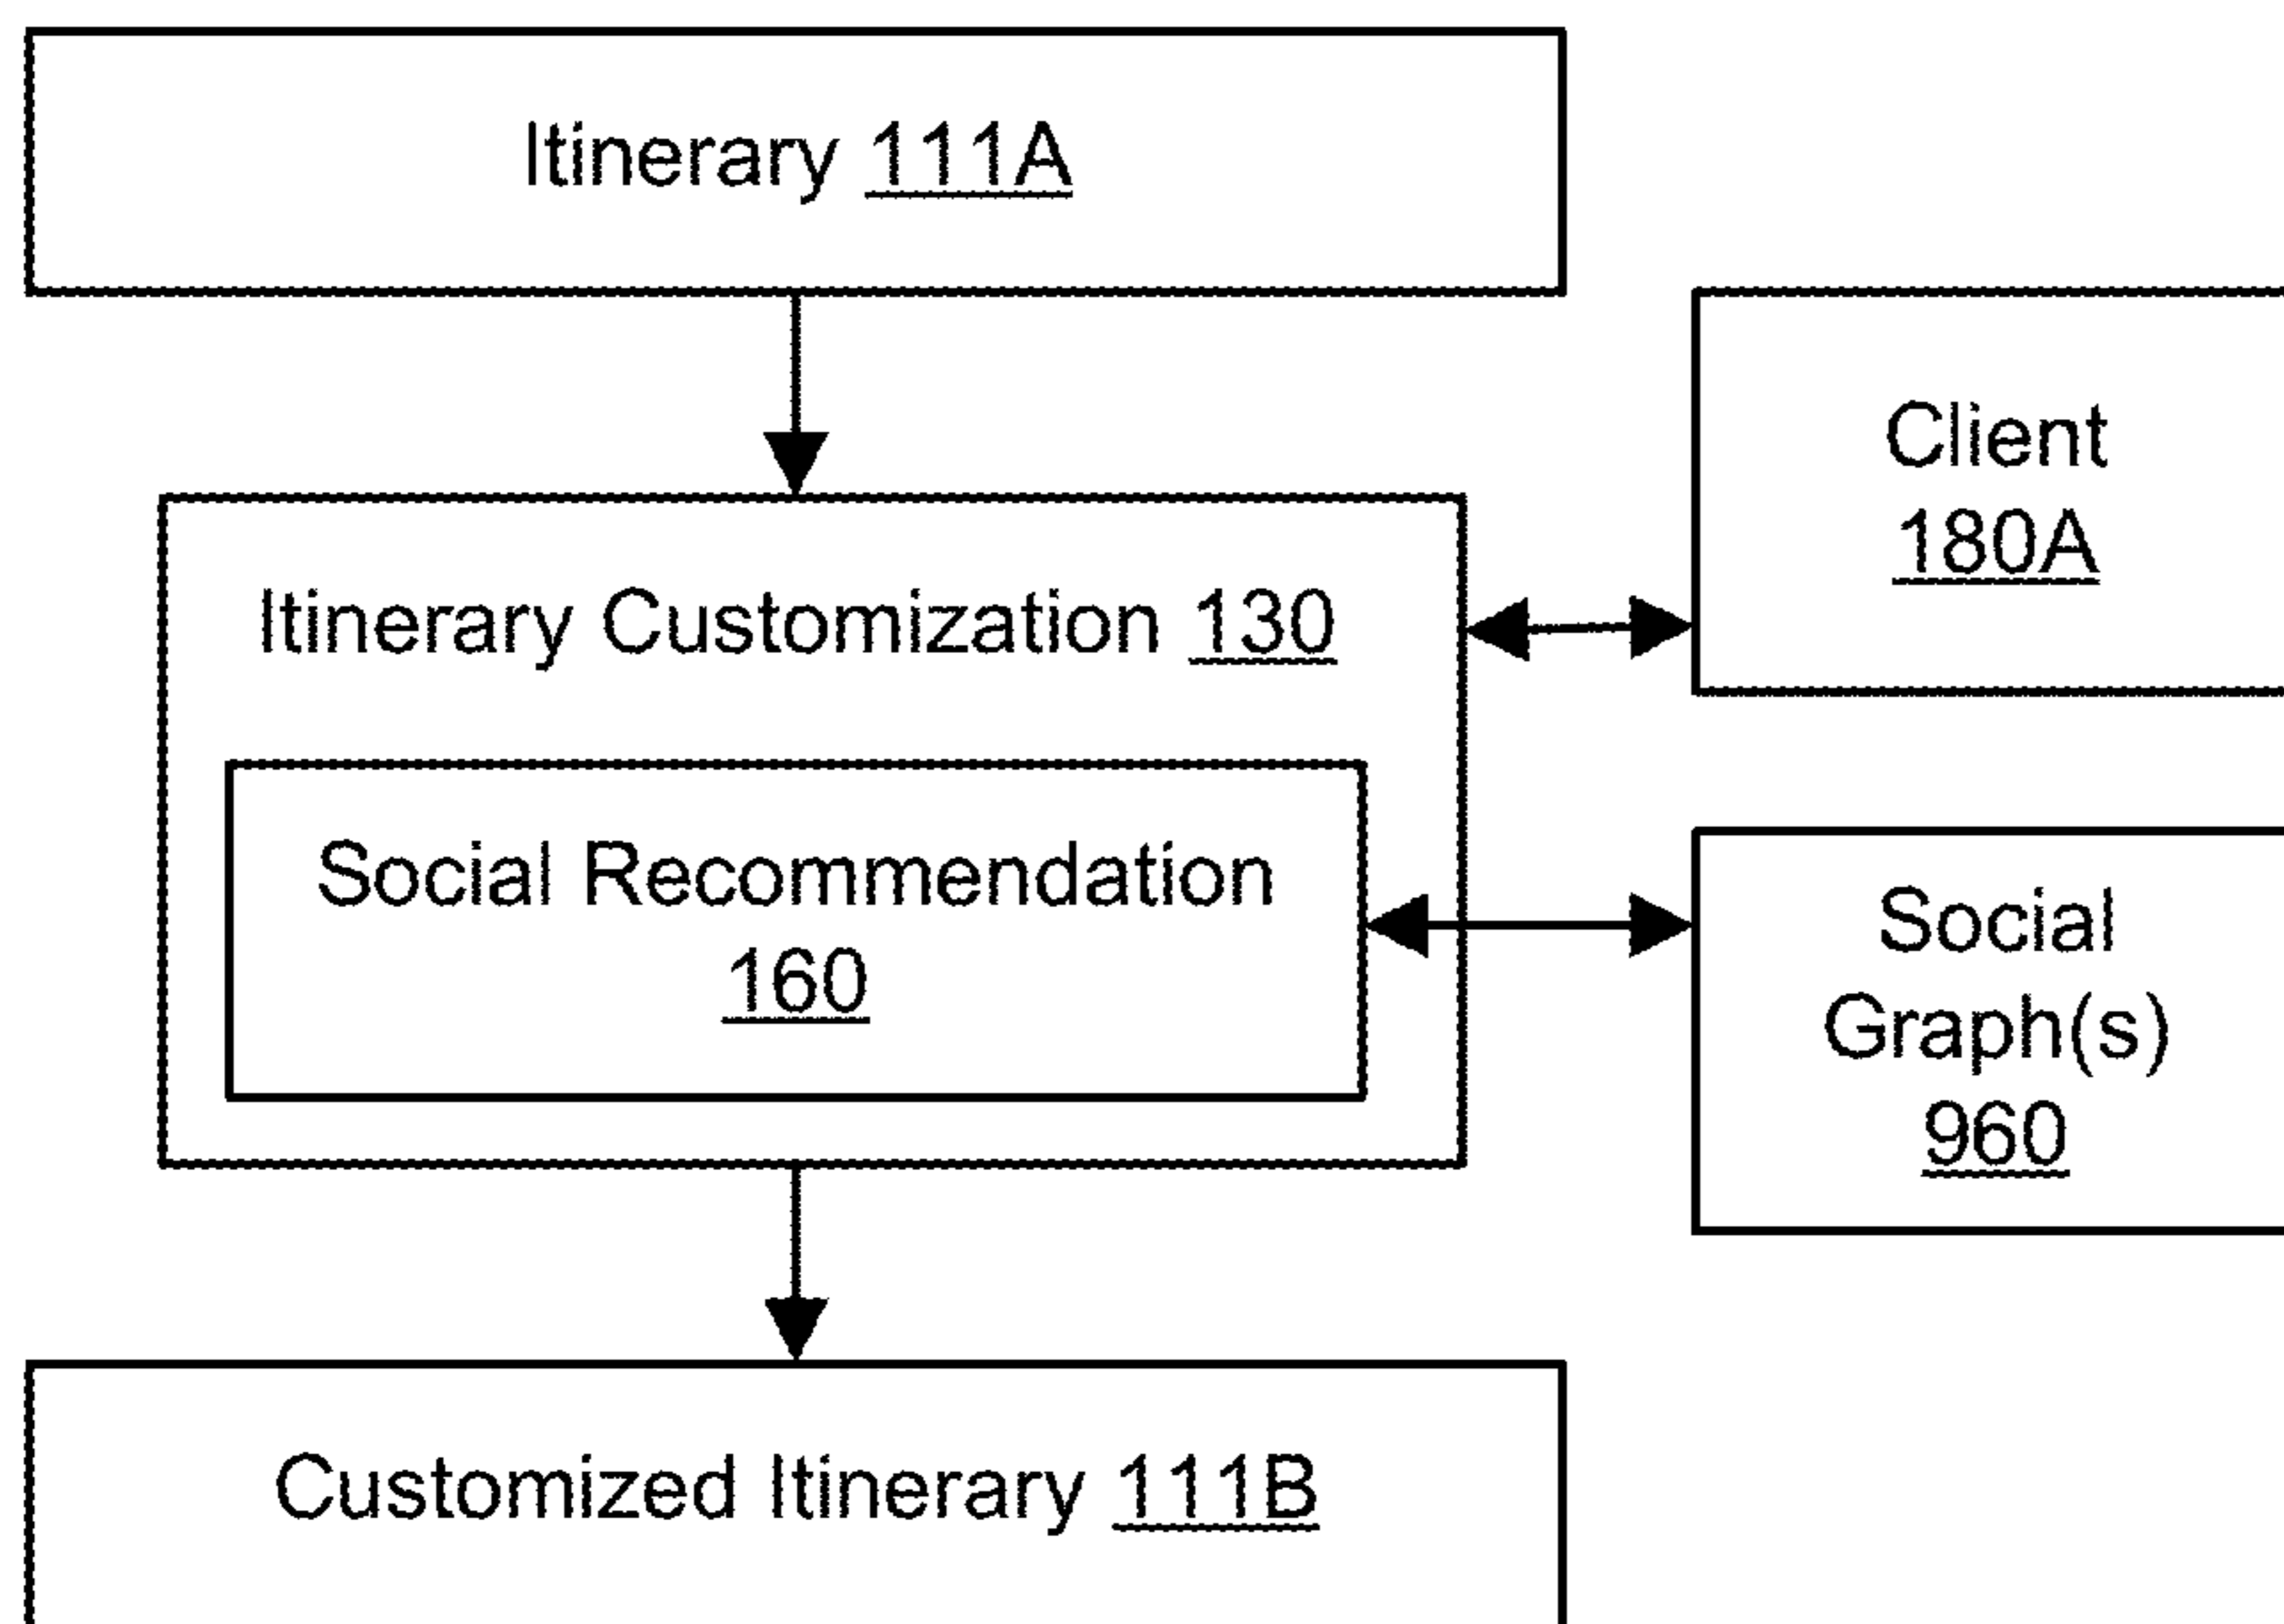 Itinerary 111A
Client
180A
Itinerary Customization 130
Social Recommendation
160
Social
Graph(s)
960
Customized Itinerary 111B